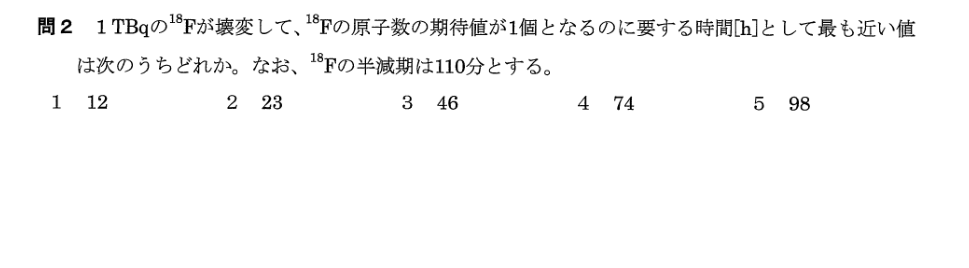 問2　1 TBqの¹⁸Fが壊変して、¹⁸Fの原子数の期待値が1個となるのに要する時間[h]として最も近い値
は次のうちどれか。なお、¹⁸Fの半減期は110分とする。
1　12　2　23　3　46　4　74　5　98